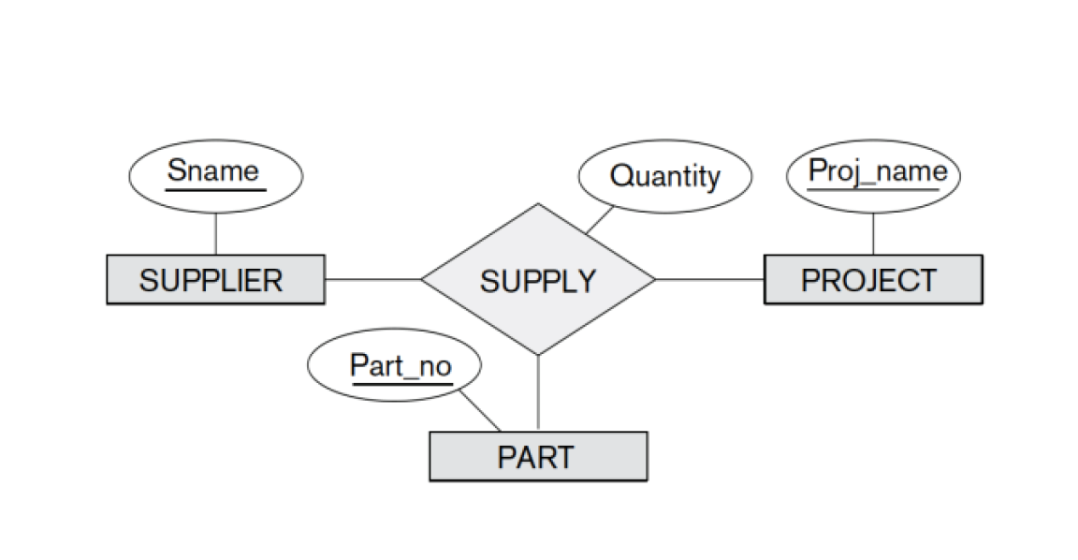 Sname
Quantity
Proj_name
SUPPLIER
SUPPLY
PROJECT
Part_no
PART